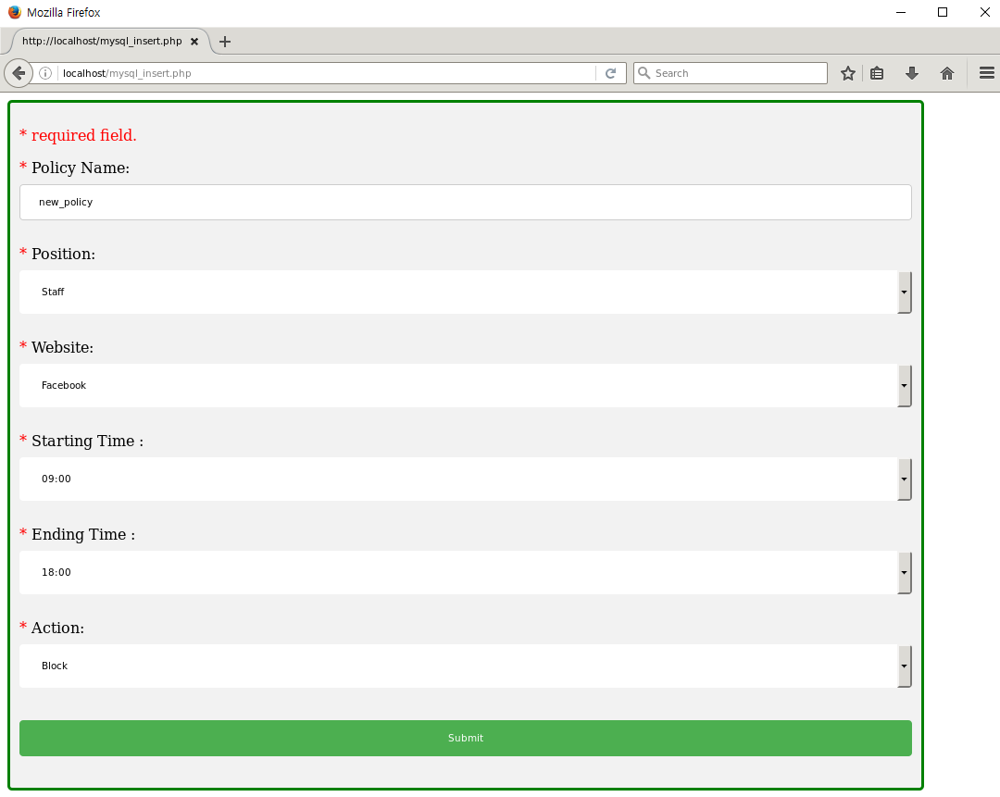 Mozilla Firefox
http://localhost/mysql_insert.php
localhost/mysql_insert.php
Search
* required field.
* Policy Name:
new_policy
* Position:
Staff
* Website:
Facebook
* Starting Time :
09:00
* Ending Time :
18:00
* Action:
Block
Submit